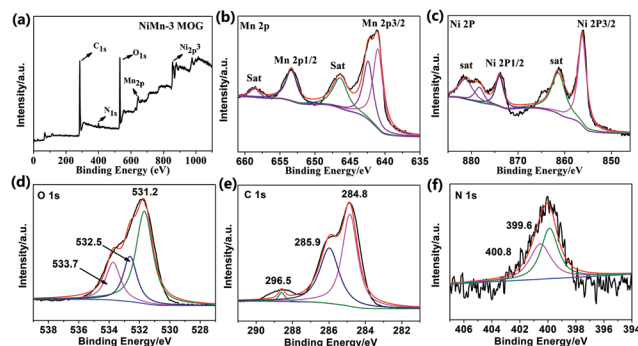 (a)
NiMn-3 MOG
C1s
O1s
Ni2p3
N1s
Mn2p
Intensity/a.u.
0 200 400 600 800 1000
Binding Energy (eV)
(b) Mn 2p
Mn 2p3/2
Mn 2p1/2
Sat
Sat
Intensity/a.u.
660 655 650 645 640 635
Binding Energy/eV
(c) Ni 2P
Ni 2P3/2
Ni 2P1/2
sat
sat
Intensity/a.u.
880 870 860 850
Binding Energy/eV
(d)
O 1s
531.2
532.5
533.7
Intensity/a.u.
538 536 534 532 530 528
Binding Energy/eV
(e)
C 1s
284.8
285.9
296.5
Intensity/a.u.
290 288 286 284 282
Binding Energy/eV
(f)
N 1s
399.6
400.8
Intensity/a.u.
406 404 402 400 398 396 394
Binding Energy/eV